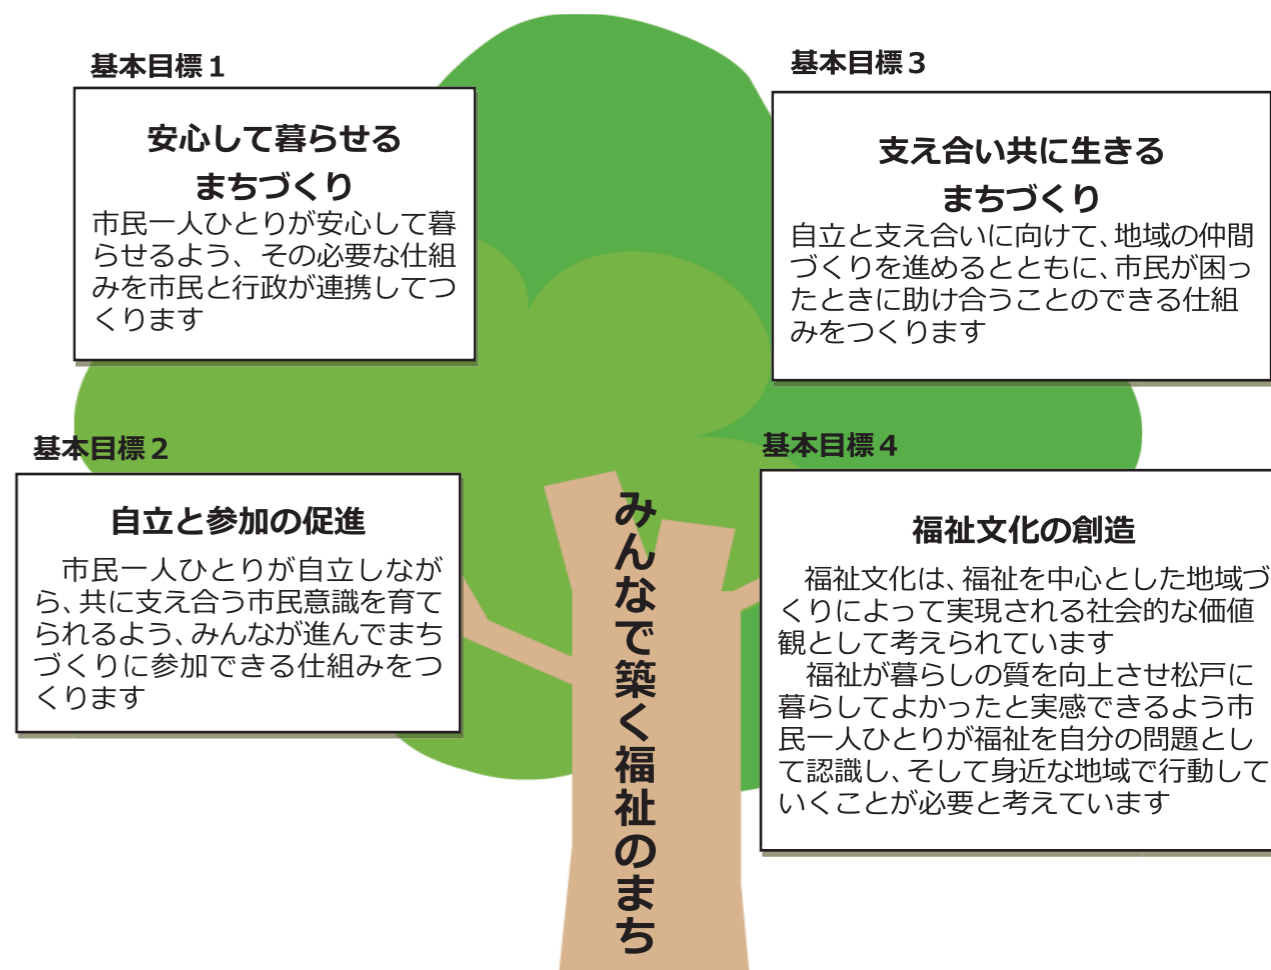 基本目標１
安心して暮らせる
まちづくり
市民一人ひとりが安心して暮
らせるよう、その必要な仕組
みを市民と行政が連携してつ
くります
基本目標２
自立と参加の促進
市民一人ひとりが自立しなが
ら、共に支え合う市民意識を育て
られるよう、みんなが進んでまち
づくりに参加できる仕組みをつ
くります
みんなで築く福祉のまち
基本目標３
支え合い共に生きる
まちづくり
自立と支え合いに向けて、地域の仲間
づくりを進めるとともに、市民が困っ
たときに助け合うことのできる仕組
みをつくります
基本目標４
福祉文化の創造
福祉文化は、福祉を中心とした地域づ
くりによって実現される社会的な価値
観として考えられています
福祉が暮らしの質を向上させ松戸に
暮らしてよかったと実感できるよう市
民一人ひとりが福祉を自分の問題とし
て認識し、そして身近な地域で行動して
いくことが必要と考えています